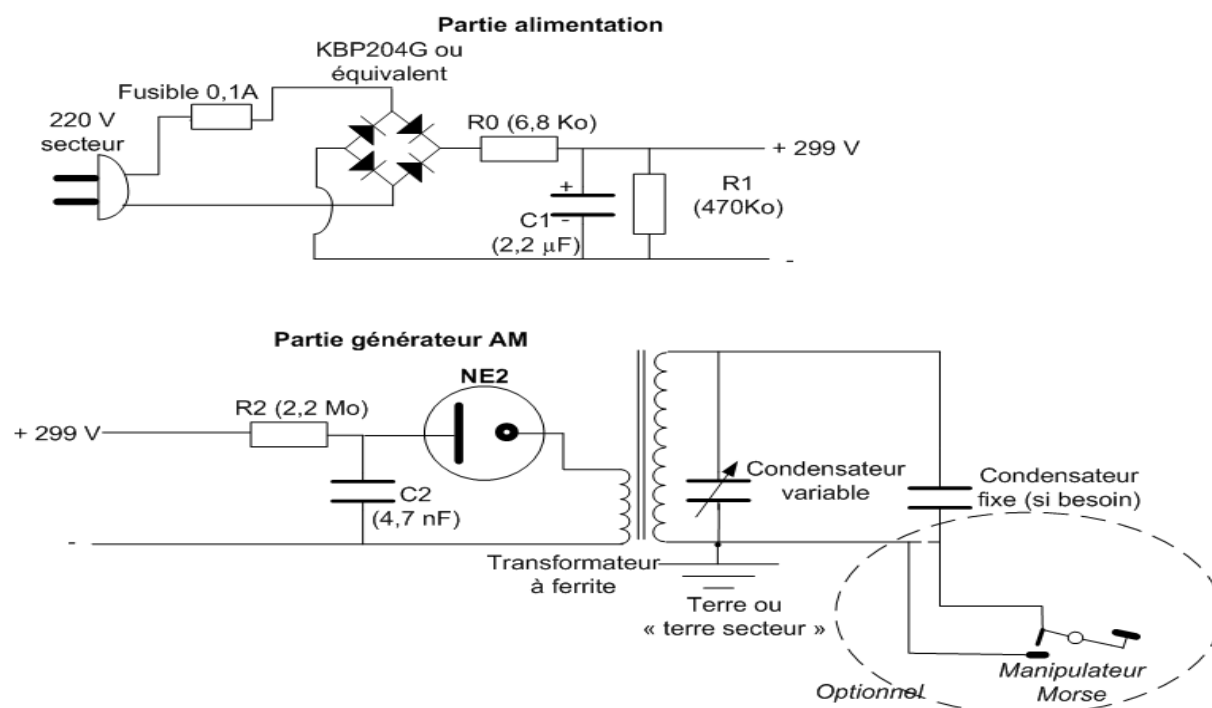 Partie alimentation
KBP204G ou
équivalent
Fusible 0,1A
220 V
secteur
R0 (6,8 Ko)
+ 299 V
+
R1
(470Ko)
C1 -
(2,2 µF)
-
Partie générateur AM
NE2
R2 (2,2 Mo)
+ 299 V
Condensateur
variable
Condensateur
fixe (si besoin)
C2
(4,7 nF)
-
Transformateur
à ferrite
Terre ou
« terre secteur »
Manipulateur
Morse
Optionnel